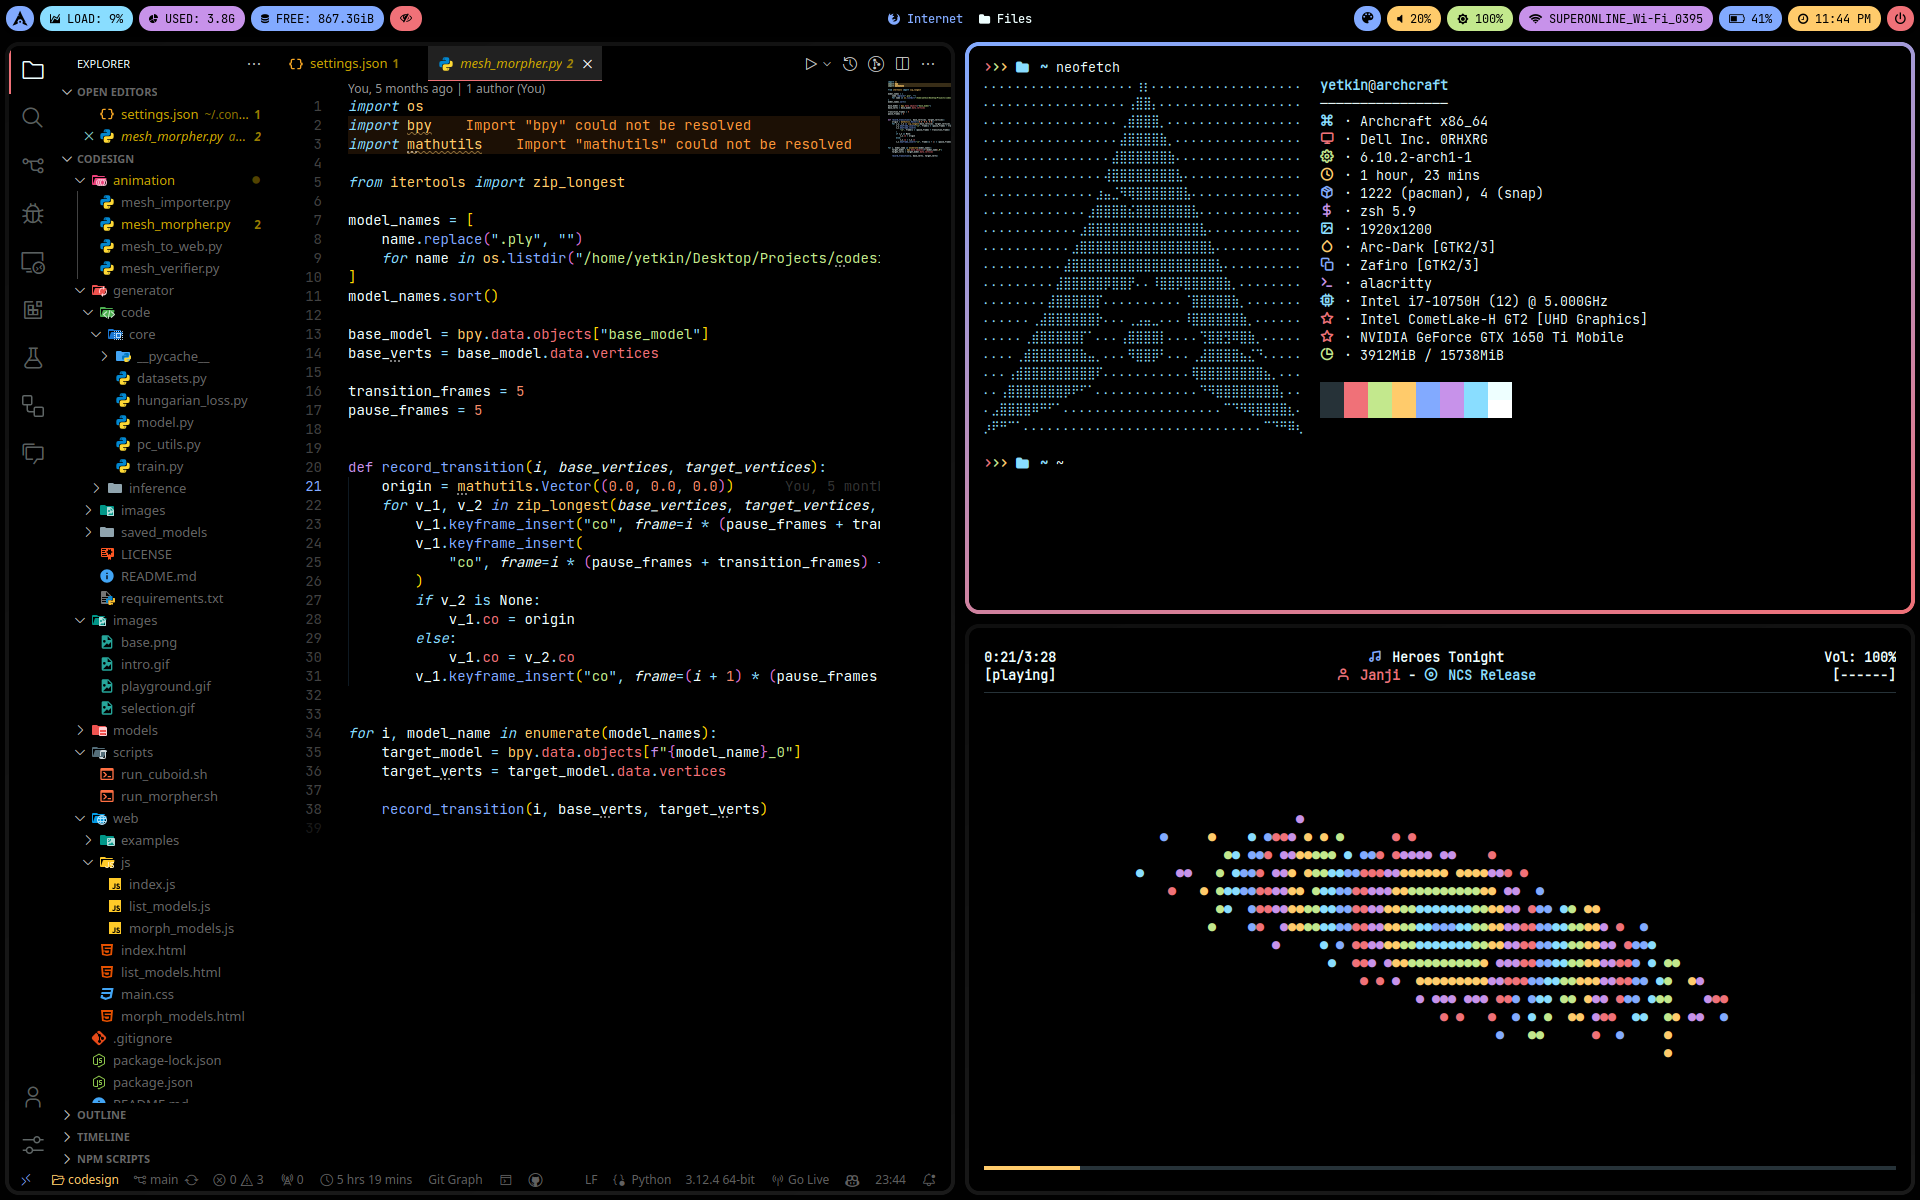 LOAD: 9%
USED: 3.8G
FREE: 867.3GiB
Internet
Files
20%
100%
SUPERONLINE_Wi-Fi_0395
41%
11:44 PM
EXPLORER
OPEN EDITORS
settings.json ~/.con... 1
mesh_morpher.py a... 2
CODESIGN
animation
mesh_importer.py
mesh_morpher.py 2
mesh_to_web.py
mesh_verifier.py
generator
code
core
__pycache__
datasets.py
hungarian_loss.py
model.py
pc_utils.py
train.py
inference
images
saved_models
LICENSE
README.md
requirements.txt
images
base.png
intro.gif
playground.gif
selection.gif
models
scripts
run_cuboid.sh
run_morpher.sh
web
examples
js
index.js
list_models.js
morph_models.js
index.html
list_models.html
main.css
morph_models.html
.gitignore
package-lock.json
package.json
README.md
OUTLINE
TIMELINE
NPM SCRIPTS
settings.json 1
mesh_morpher.py 2
You, 5 months ago | 1 author (You)
1 import os
2 import bpy Import "bpy" could not be resolved
3 import mathutils Import "mathutils" could not be resolved
4
5 from itertools import zip_longest
6
7 model_names = [
8 name.replace(".ply", "")
9 for name in os.listdir("/home/yetkin/Desktop/Projects/codes
10 ]
11 model_names.sort()
12
13 base_model = bpy.data.objects["base_model"]
14 base_verts = base_model.data.vertices
15
16 transition_frames = 5
17 pause_frames = 5
18
19
20 def record_transition(i, base_vertices, target_vertices):
21 origin = mathutils.Vector((0.0, 0.0, 0.0)) You, 5 mont
22 for v_1, v_2 in zip_longest(base_vertices, target_vertices,
23 v_1.keyframe_insert("co", frame=i * (pause_frames + tra
24 v_1.keyframe_insert(
25 "co", frame=i * (pause_frames + transition_frames)
26 )
27 if v_2 is None:
28 v_1.co = origin
29 else:
30 v_1.co = v_2.co
31 v_1.keyframe_insert("co", frame=(i + 1) * (pause_frames
32
33
34 for i, model_name in enumerate(model_names):
35 target_model = bpy.data.objects[f"{model_name}_0"]
36 target_verts = target_model.data.vertices
37
38 record_transition(i, base_verts, target_verts)
39
codesign main 0 3 0 5 hrs 19 mins Git Graph LF Python 3.12.4 64-bit Go Live 23:44
~ neofetch
yetkin@archcraft
· Archcraft x86_64
· Dell Inc. 0RHXRG
· 6.10.2-arch1-1
· 1 hour, 23 mins
· 1222 (pacman), 4 (snap)
· zsh 5.9
· 1920x1200
· Arc-Dark [GTK2/3]
· Zafiro [GTK2/3]
· alacritty
· Intel i7-10750H (12) @ 5.000GHz
· Intel CometLake-H GT2 [UHD Graphics]
· NVIDIA GeForce GTX 1650 Ti Mobile
· 3912MiB / 15738MiB
~ ~
0:21/3:28 Heroes Tonight Vol: 100%
[playing] Janji - NCS Release [------]